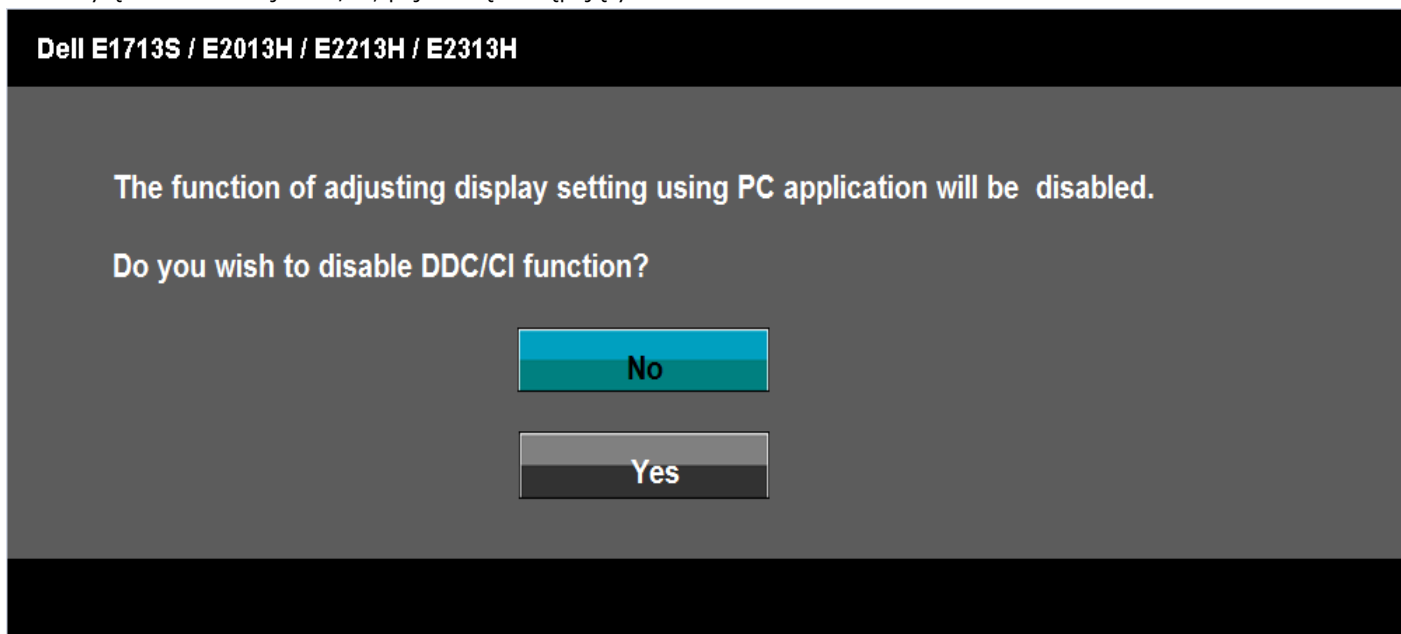 Dell E1713S / E2013H / E2213H / E2313H
The function of adjusting display setting using PC application will be  disabled.
Do you wish to disable DDC/CI function?
No
Yes